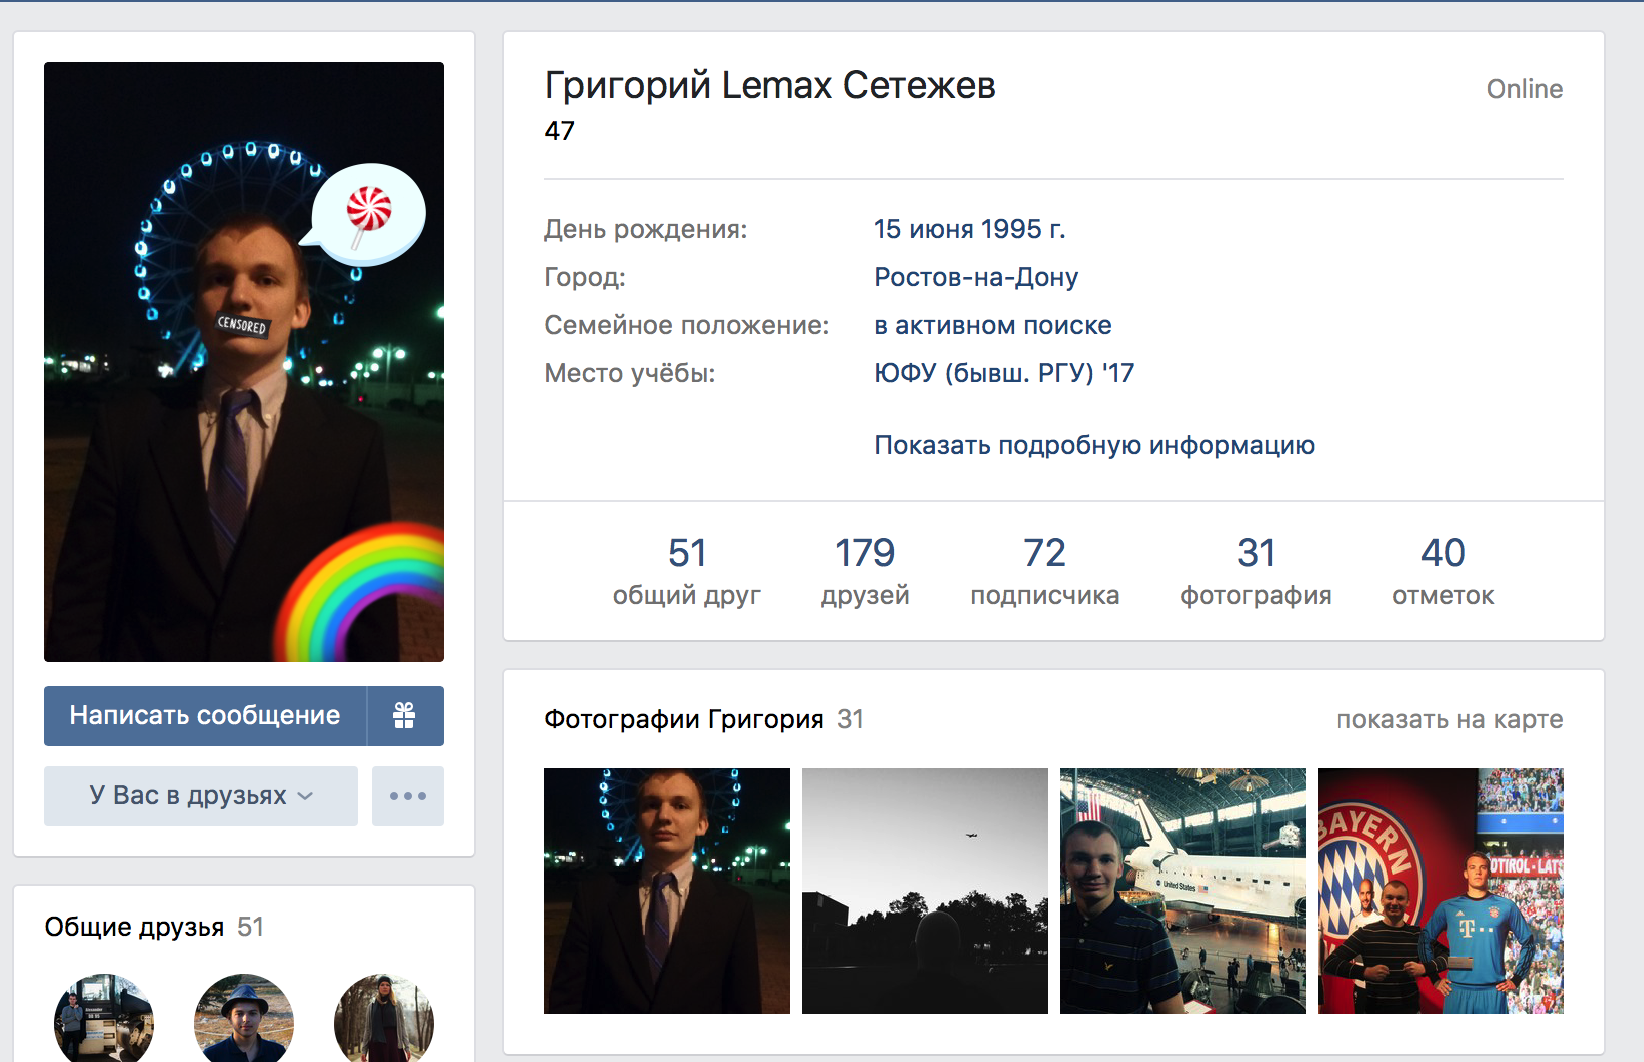 CENSORED
Написать сообщение
У Вас в друзьях
Общие друзья 51
Григорий Lemax Сетежев
Online
47
День рождения: 15 июня 1995 г.
Город: Ростов-на-Дону
Семейное положение: в активном поиске
Место учёбы: ЮФУ (бывш. РГУ) '17
Показать подробную информацию
51 179 72 31 40
общий друг друзей подписчика фотография отметок
Фотографии Григория 31
показать на карте
United States
BAYERN
T